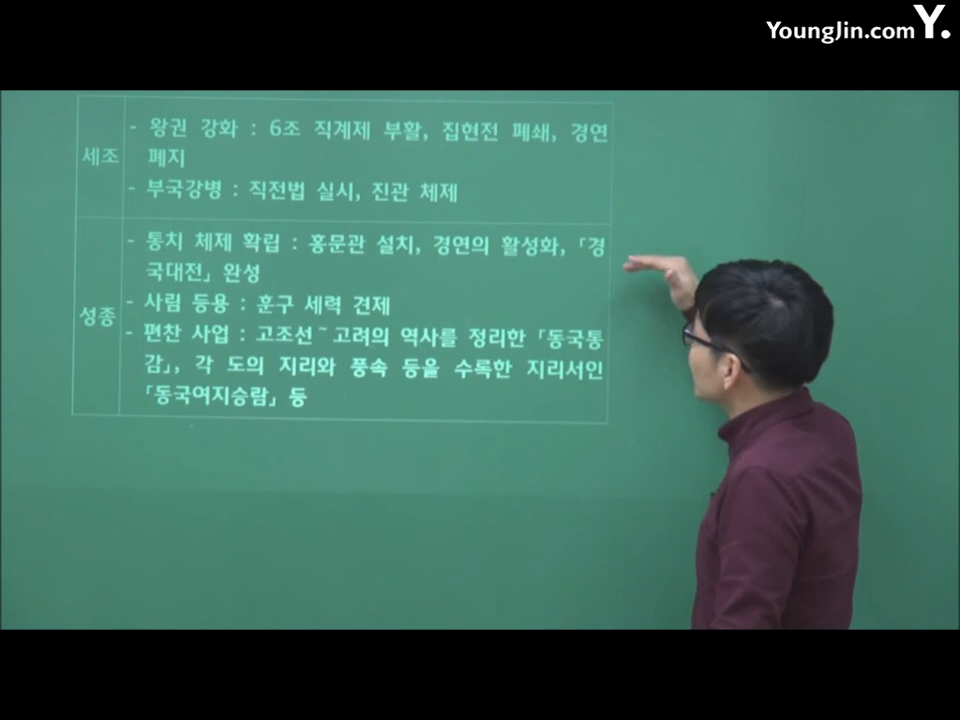 YoungJin.com Y.
세조
- 왕권 강화 : 6조 직계제 부활, 집현전 폐쇄, 경연
폐지
- 부국강병 : 직전법 실시, 진관 체제
성종
- 통치 체제 확립 : 홍문관 설치, 경연의 활성화, 「경
국대전」 완성
- 사림 등용 : 훈구 세력 견제
- 편찬 사업 : 고조선~고려의 역사를 정리한 「동국통
감」, 각 도의 지리와 풍속 등을 수록한 지리서인
「동국여지승람」 등